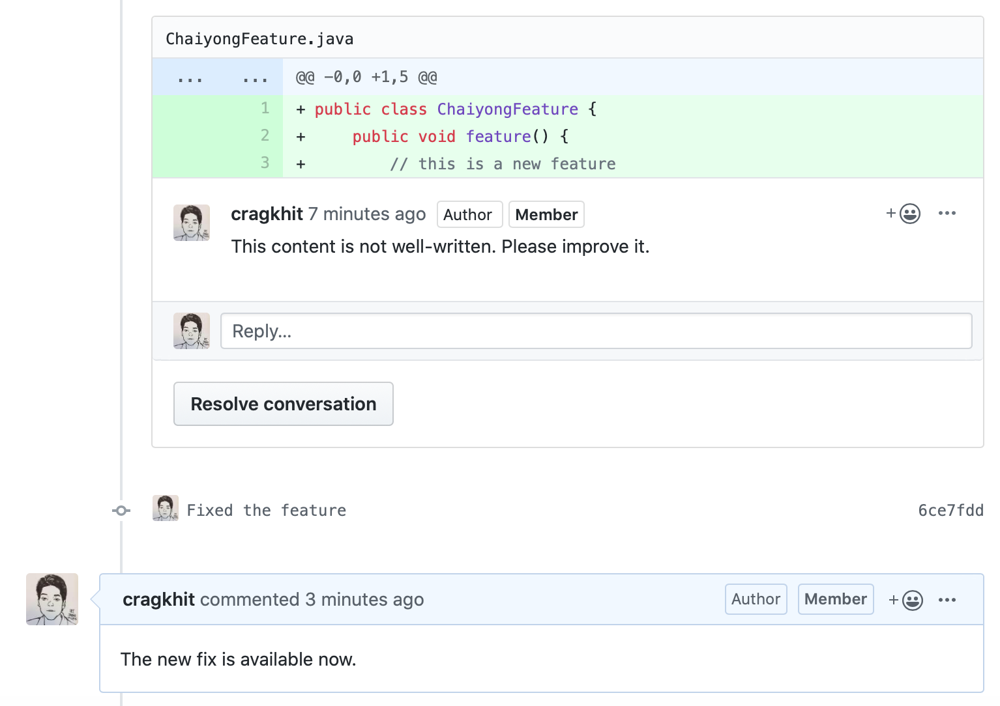 ChaiyongFeature.java
... ... @@ -0,0 +1,5 @@
1 + public class ChaiyongFeature {
2 + public void feature() {
3 + // this is a new feature
cragkhit 7 minutes ago Author Member
This content is not well-written. Please improve it.
Reply...
Resolve conversation
Fixed the feature 6ce7fdd
cragkhit commented 3 minutes ago Author Member
The new fix is available now.